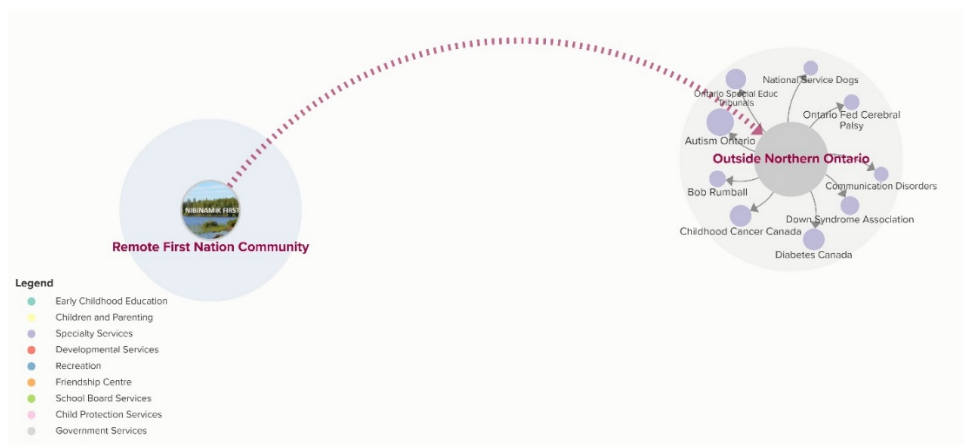 National Service Dogs
Ontario Special Educ
Tribunals
Ontario Fed Cerebral
Palsy
Autism Ontario
Outside Northern Ontario
Communication Disorders
Bob Rumball
Down Syndrome Association
Childhood Cancer Canada
Diabetes Canada
NIBINAMIK FIRST
Remote First Nation Community
Legend
Early Childhood Education
Children and Parenting
Specialty Services
Developmental Services
Recreation
Friendship Centre
School Board Services
Child Protection Services
Government Services